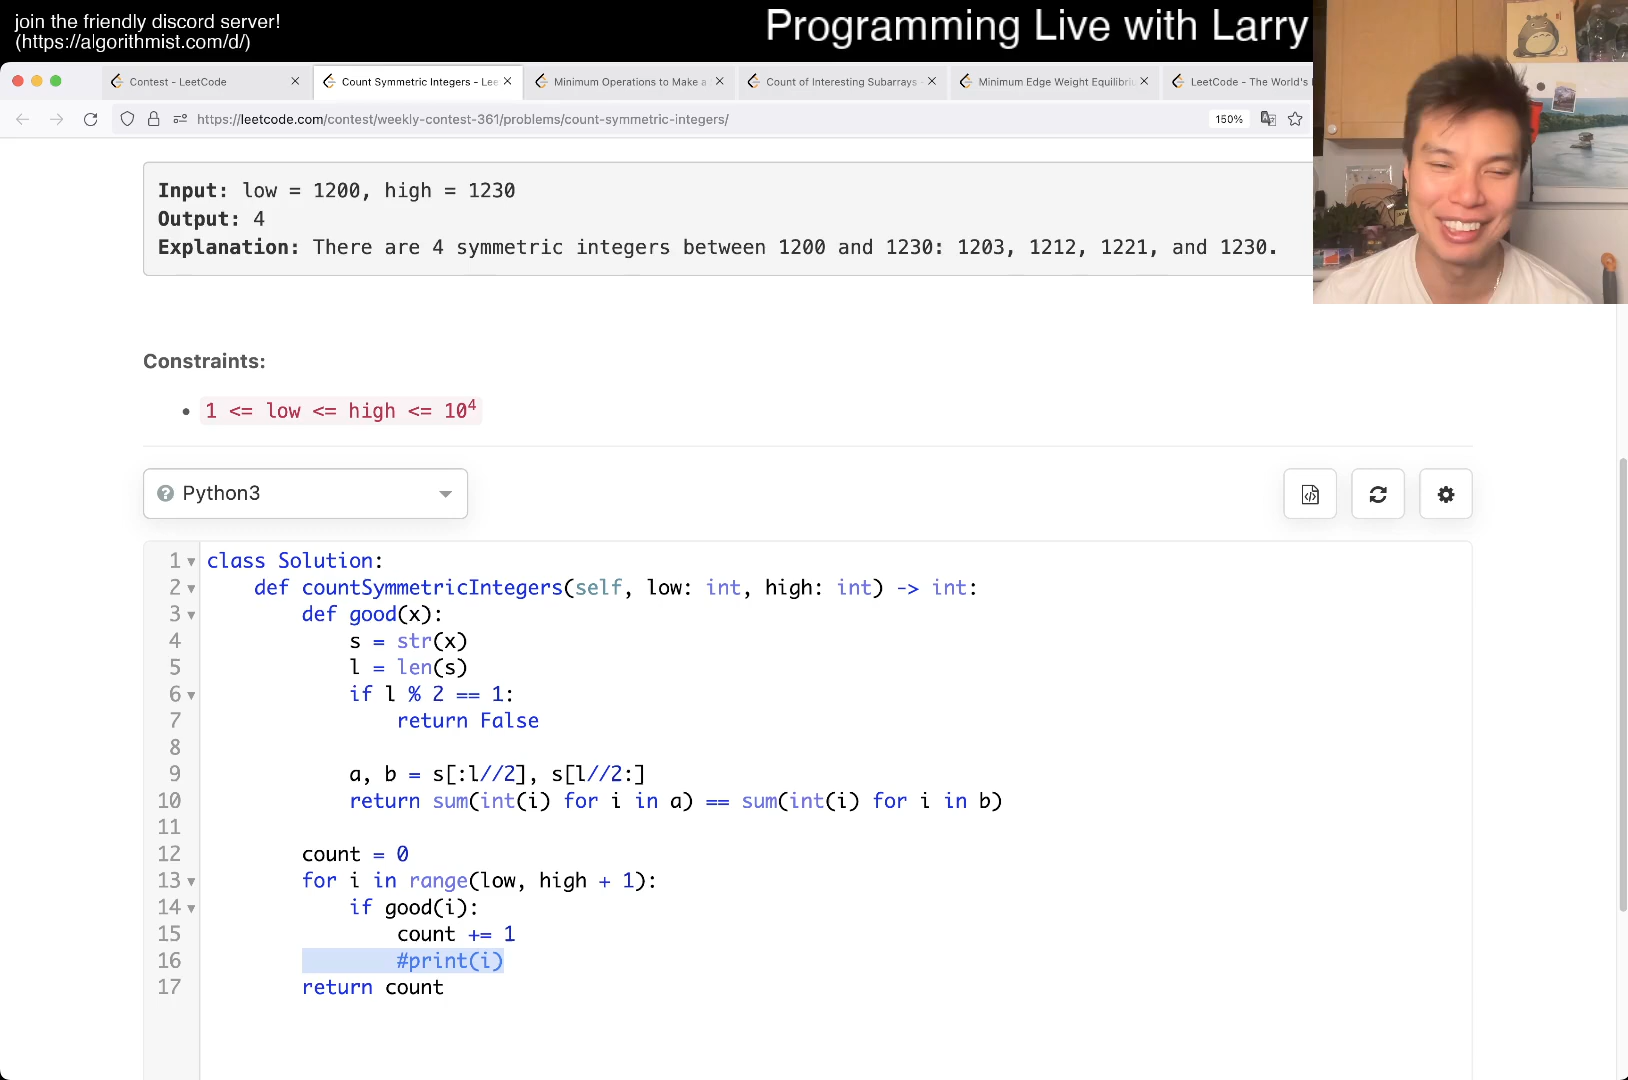 join the friendly discord server!
(https://algorithmist.com/d/)
Programming Live with Larry
Contest - LeetCode
Count Symmetric Integers - Lee
Minimum Operations to Make a
Count of Interesting Subarrays -
Minimum Edge Weight Equilibri
LeetCode - The World's
https://leetcode.com/contest/weekly-contest-361/problems/count-symmetric-integers/
150%
Input: low = 1200, high = 1230
Output: 4
Explanation: There are 4 symmetric integers between 1200 and 1230: 1203, 1212, 1221, and 1230.
Constraints:
• 1 <= low <= high <= 10⁴
Python3
1 class Solution:
2     def countSymmetricIntegers(self, low: int, high: int) -> int:
3         def good(x):
4             s = str(x)
5             l = len(s)
6             if l % 2 == 1:
7                 return False
8
9             a, b = s[:l//2], s[l//2:]
10             return sum(int(i) for i in a) == sum(int(i) for i in b)
11
12         count = 0
13         for i in range(low, high + 1):
14             if good(i):
15                 count += 1
16                 #print(i)
17         return count